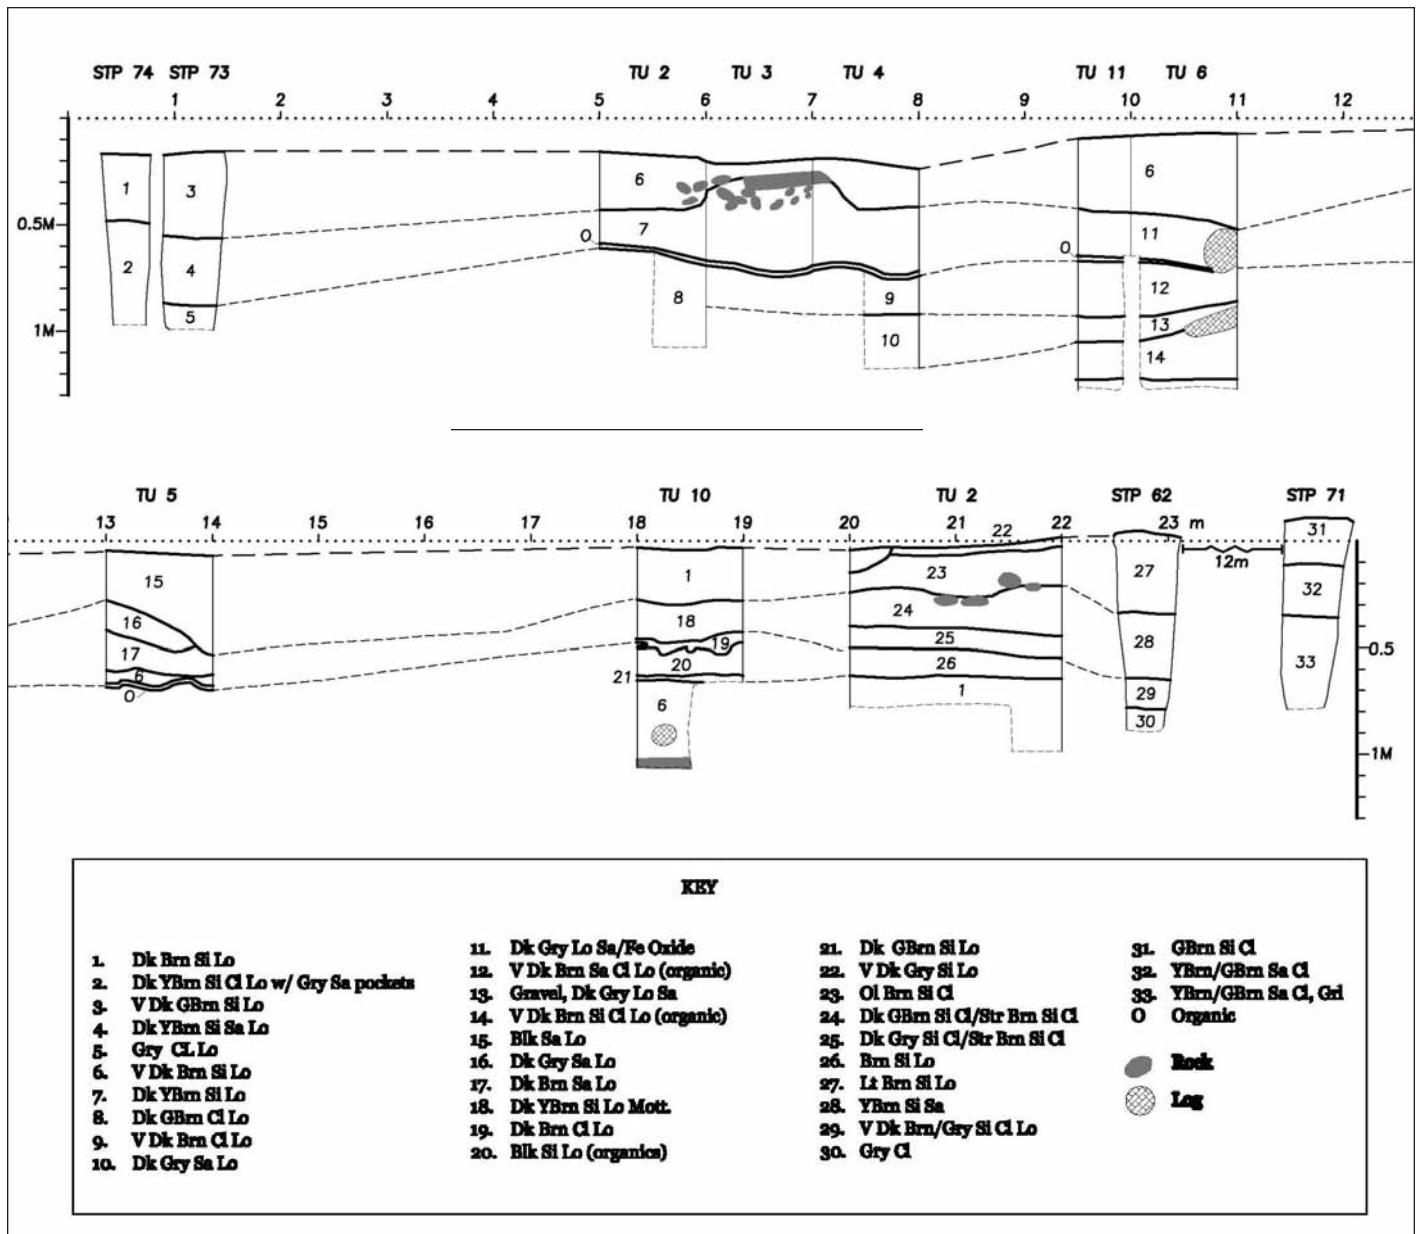 STP 74 STP 73 TU 2 TU 3 TU 4 TU 11 TU 6
1 2 3 4 5 6 7 8 9 10 11 12
1 3 6 6
0.5M
2 4 5
7 O
8 9 10
11 O
12 13 14
1M
TU 5 TU 10 TU 2 STP 62 STP 71
13 14 15 16 17 18 19 20 21 22 23 m
12m
15 16 17 6 O
1 18 19 20 21 6
22 23 24 25 26 1
27 28 29 30
31 32 33
0.5
1M
KEY
1. Dk Brn Si Lo
2. Dk YBrn Si Cl Lo w/ Gry Sa pockets
3. V Dk GBrn Si Lo
4. Dk YBrn Si Sa Lo
5. Gry CL Lo
6. V Dk Brn Si Lo
7. Dk YBrn Si Lo
8. Dk GBrn Cl Lo
9. V Dk Brn Cl Lo
10. Dk Gry Sa Lo
11. Dk Gry Lo Sa/Fe Oxide
12. V Dk Brn Sa Cl Lo (organic)
13. Gravel, Dk Gry Lo Sa
14. V Dk Brn Si Cl Lo (organic)
15. Blk Sa Lo
16. Dk Gry Sa Lo
17. Dk Brn Sa Lo
18. Dk YBrn Si Lo Mott.
19. Dk Brn Cl Lo
20. Blk Si Lo (organics)
21. Dk GBrn Si Lo
22. V Dk Gry Si Lo
23. Ol Brn Si Cl
24. Dk GBrn Si Cl/Str Brn Si Cl
25. Dk Gry Si Cl/Str Brn Si Cl
26. Brn Si Lo
27. Lt Brn Si Lo
28. YBrn Si Sa
29. V Dk Brn/Gry Si Cl Lo
30. Gry Cl
31. GBrn Si Cl
32. YBrn/GBrn Sa Cl
33. YBrn/GBrn Sa Cl, Grl
O Organic
Rock
Log